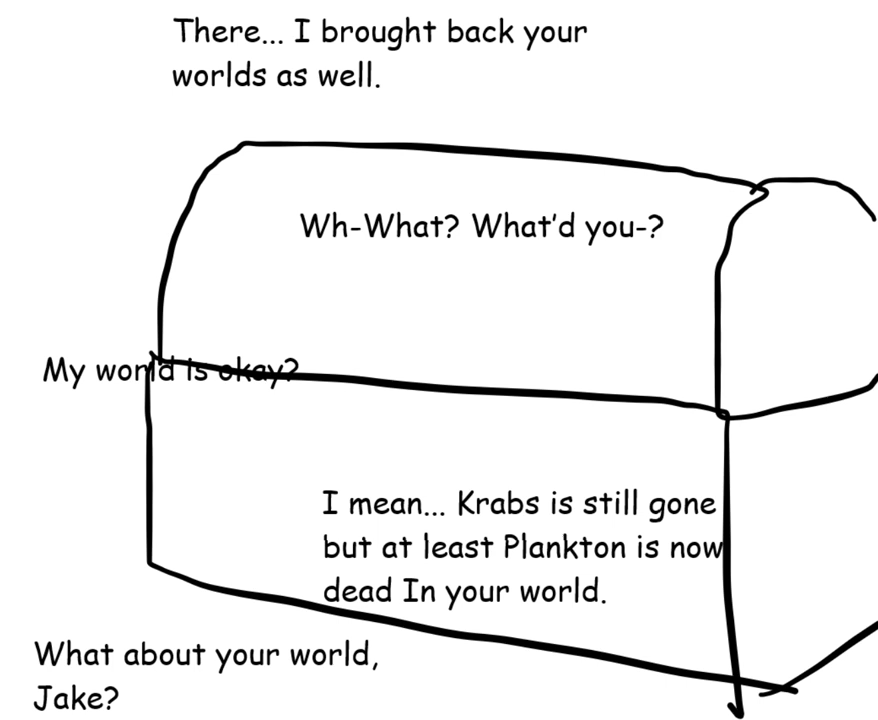 There... I brought back your
worlds as well.
Wh-What? What'd you-?
My world is okay?
I mean... Krabs is still gone
but at least Plankton is now
dead In your world.
What about your world,
Jake?